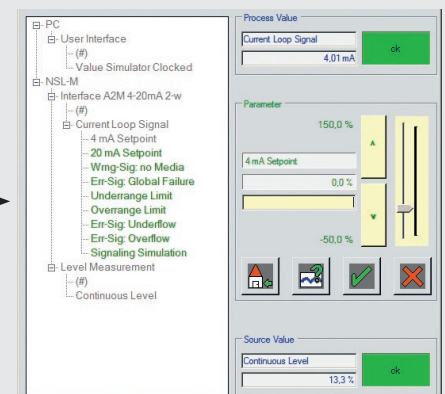 PC
User Interface
(#)
Value Simulator Clocked
NSL-M
Interface A2M 4-20mA 2-w
(#)
Current Loop Signal
4 mA Setpoint
20 mA Setpoint
Wrng-Sig: no Media
Err-Sig: Global Failure
Underrange Limit
Overrange Limit
Err-Sig: Underflow
Err-Sig: Overflow
Signaling Simulation
Level Measurement
(#)
Continuous Level
Process Value
Current Loop Signal
4,01 mA
ok
Parameter
150,0 %
4 mA Setpoint
0,0 %
-50,0 %
Source Value
Continuous Level
13,3 %
ok